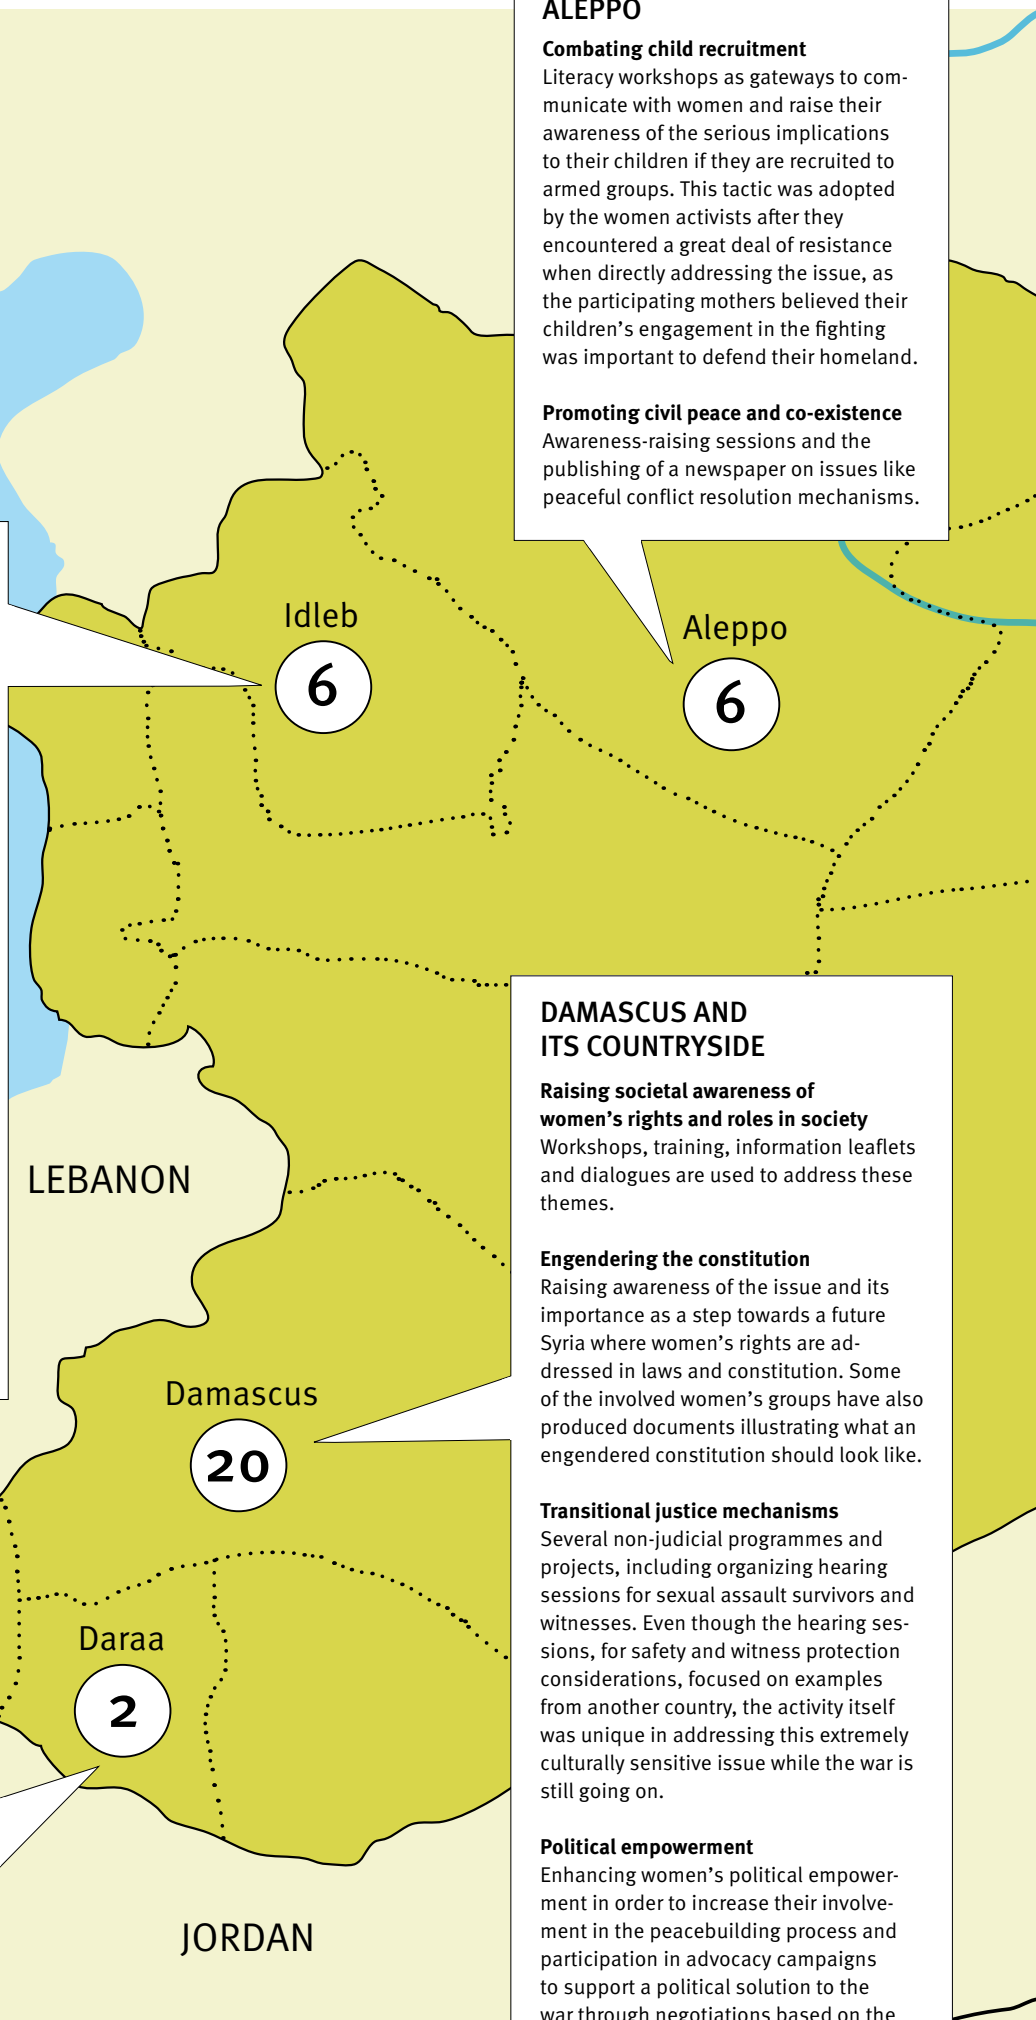 ALEPPO
Combating child recruitment
Literacy workshops as gateways to com-
municate with women and raise their
awareness of the serious implications
to their children if they are recruited to
armed groups. This tactic was adopted
by the women activists after they
encountered a great deal of resistance
when directly addressing the issue, as
the participating mothers believed their
children’s engagement in the fighting
was important to defend their homeland.
Promoting civil peace and co-existence
Awareness-raising sessions and the
publishing of a newspaper on issues like
peaceful conflict resolution mechanisms.
Idleb
6
Aleppo
6
DAMASCUS AND
ITS COUNTRYSIDE
Raising societal awareness of
women’s rights and roles in society
Workshops, training, information leaflets
and dialogues are used to address these
themes.
Engendering the constitution
Raising awareness of the issue and its
importance as a step towards a future
Syria where women’s rights are ad-
dressed in laws and constitution. Some
of the involved women’s groups have also
produced documents illustrating what an
engendered constitution should look like.
Transitional justice mechanisms
Several non-judicial programmes and
projects, including organizing hearing
sessions for sexual assault survivors and
witnesses. Even though the hearing ses-
sions, for safety and witness protection
considerations, focused on examples
from another country, the activity itself
was unique in addressing this extremely
culturally sensitive issue while the war is
still going on.
Political empowerment
Enhancing women’s political empower-
ment in order to increase their involve-
ment in the peacebuilding process and
participation in advocacy campaigns
to support a political solution to the
war through negotiations based on the
LEBANON
Damascus
20
Daraa
2
JORDAN